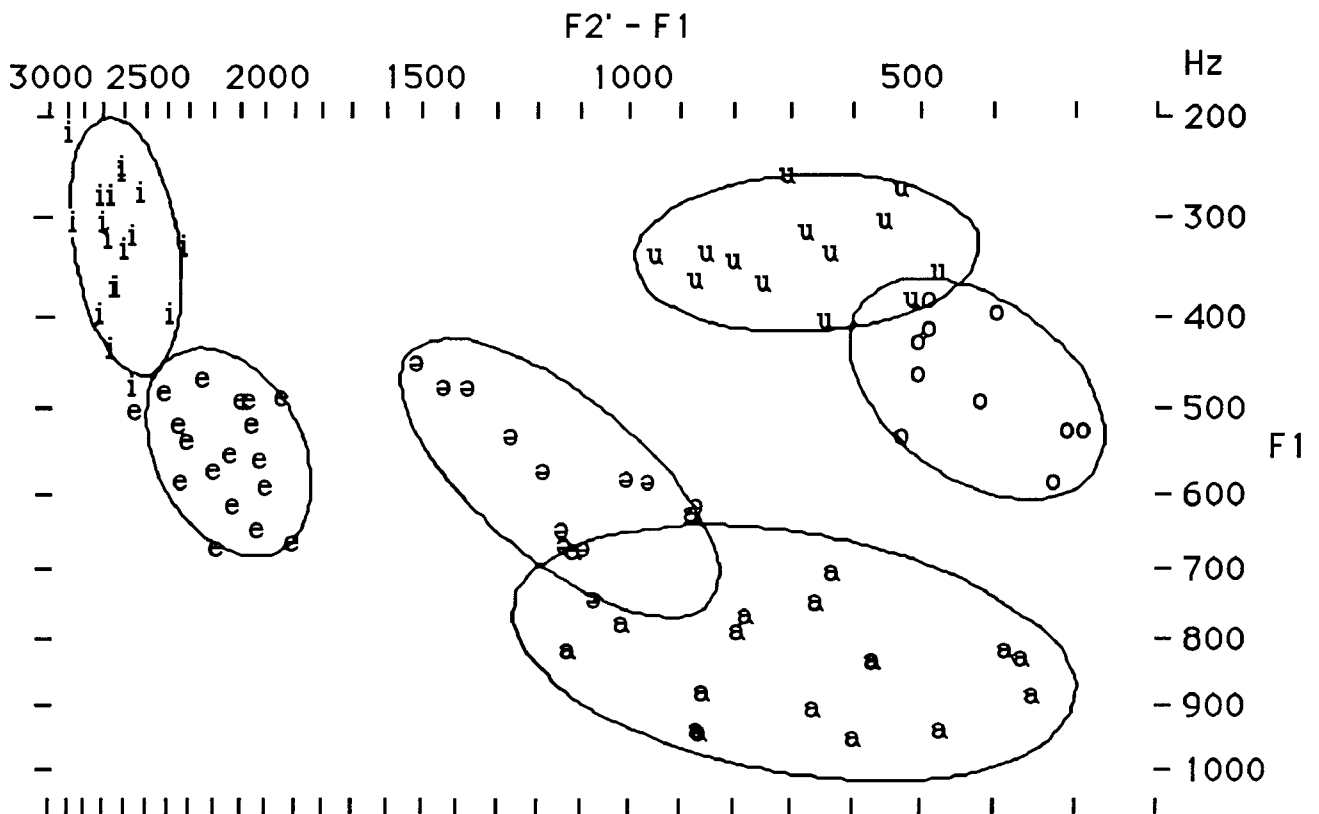 F2' - F1
3000 2500 2000 1500 1000 500 Hz
200
i
i u
i i i u
i i u 300
i i u
i i u u u
u u u
i u o
i i u o 400
o
i o
e i ə o
i e ə ə
e e e e e o 500
e e ə o o o F1
e e e ə
e e ə ə o 600
e ə ə
e e ə ə
ə ə ə
a 700
ə a
a a a
a a a a 800
a a a
a a a a 900
1000